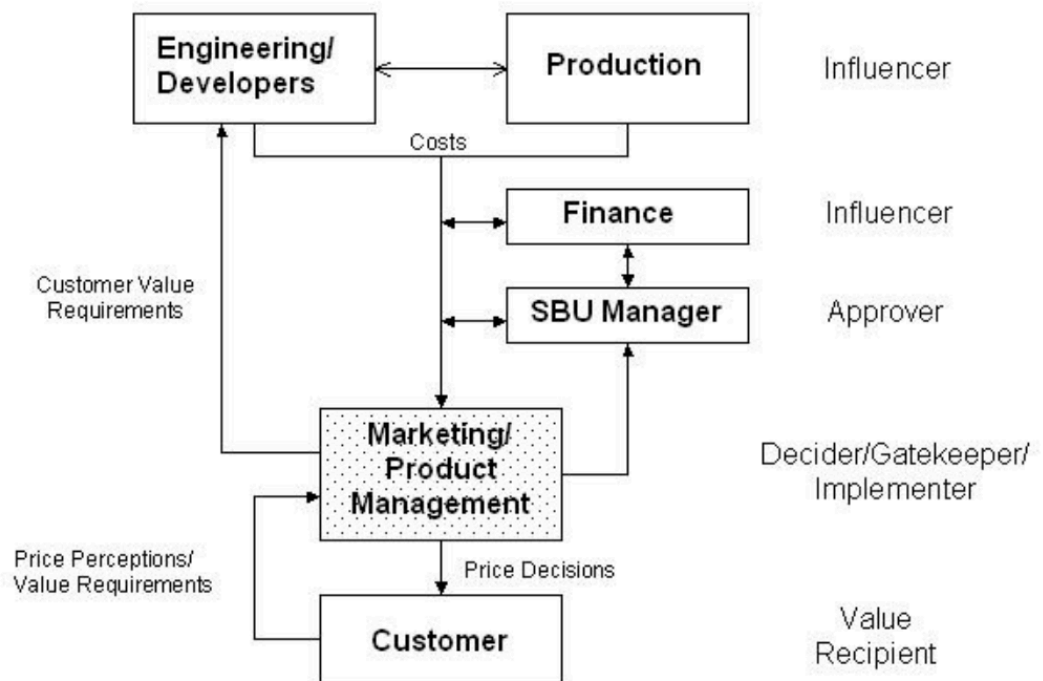 Engineering/
Developers
Production
Influencer
Costs
Finance
Influencer
Customer Value
Requirements
SBU Manager
Approver
Marketing/
Product
Management
Decider/Gatekeeper/
Implementer
Price Perceptions/
Value Requirements
Price Decisions
Customer
Value
Recipient